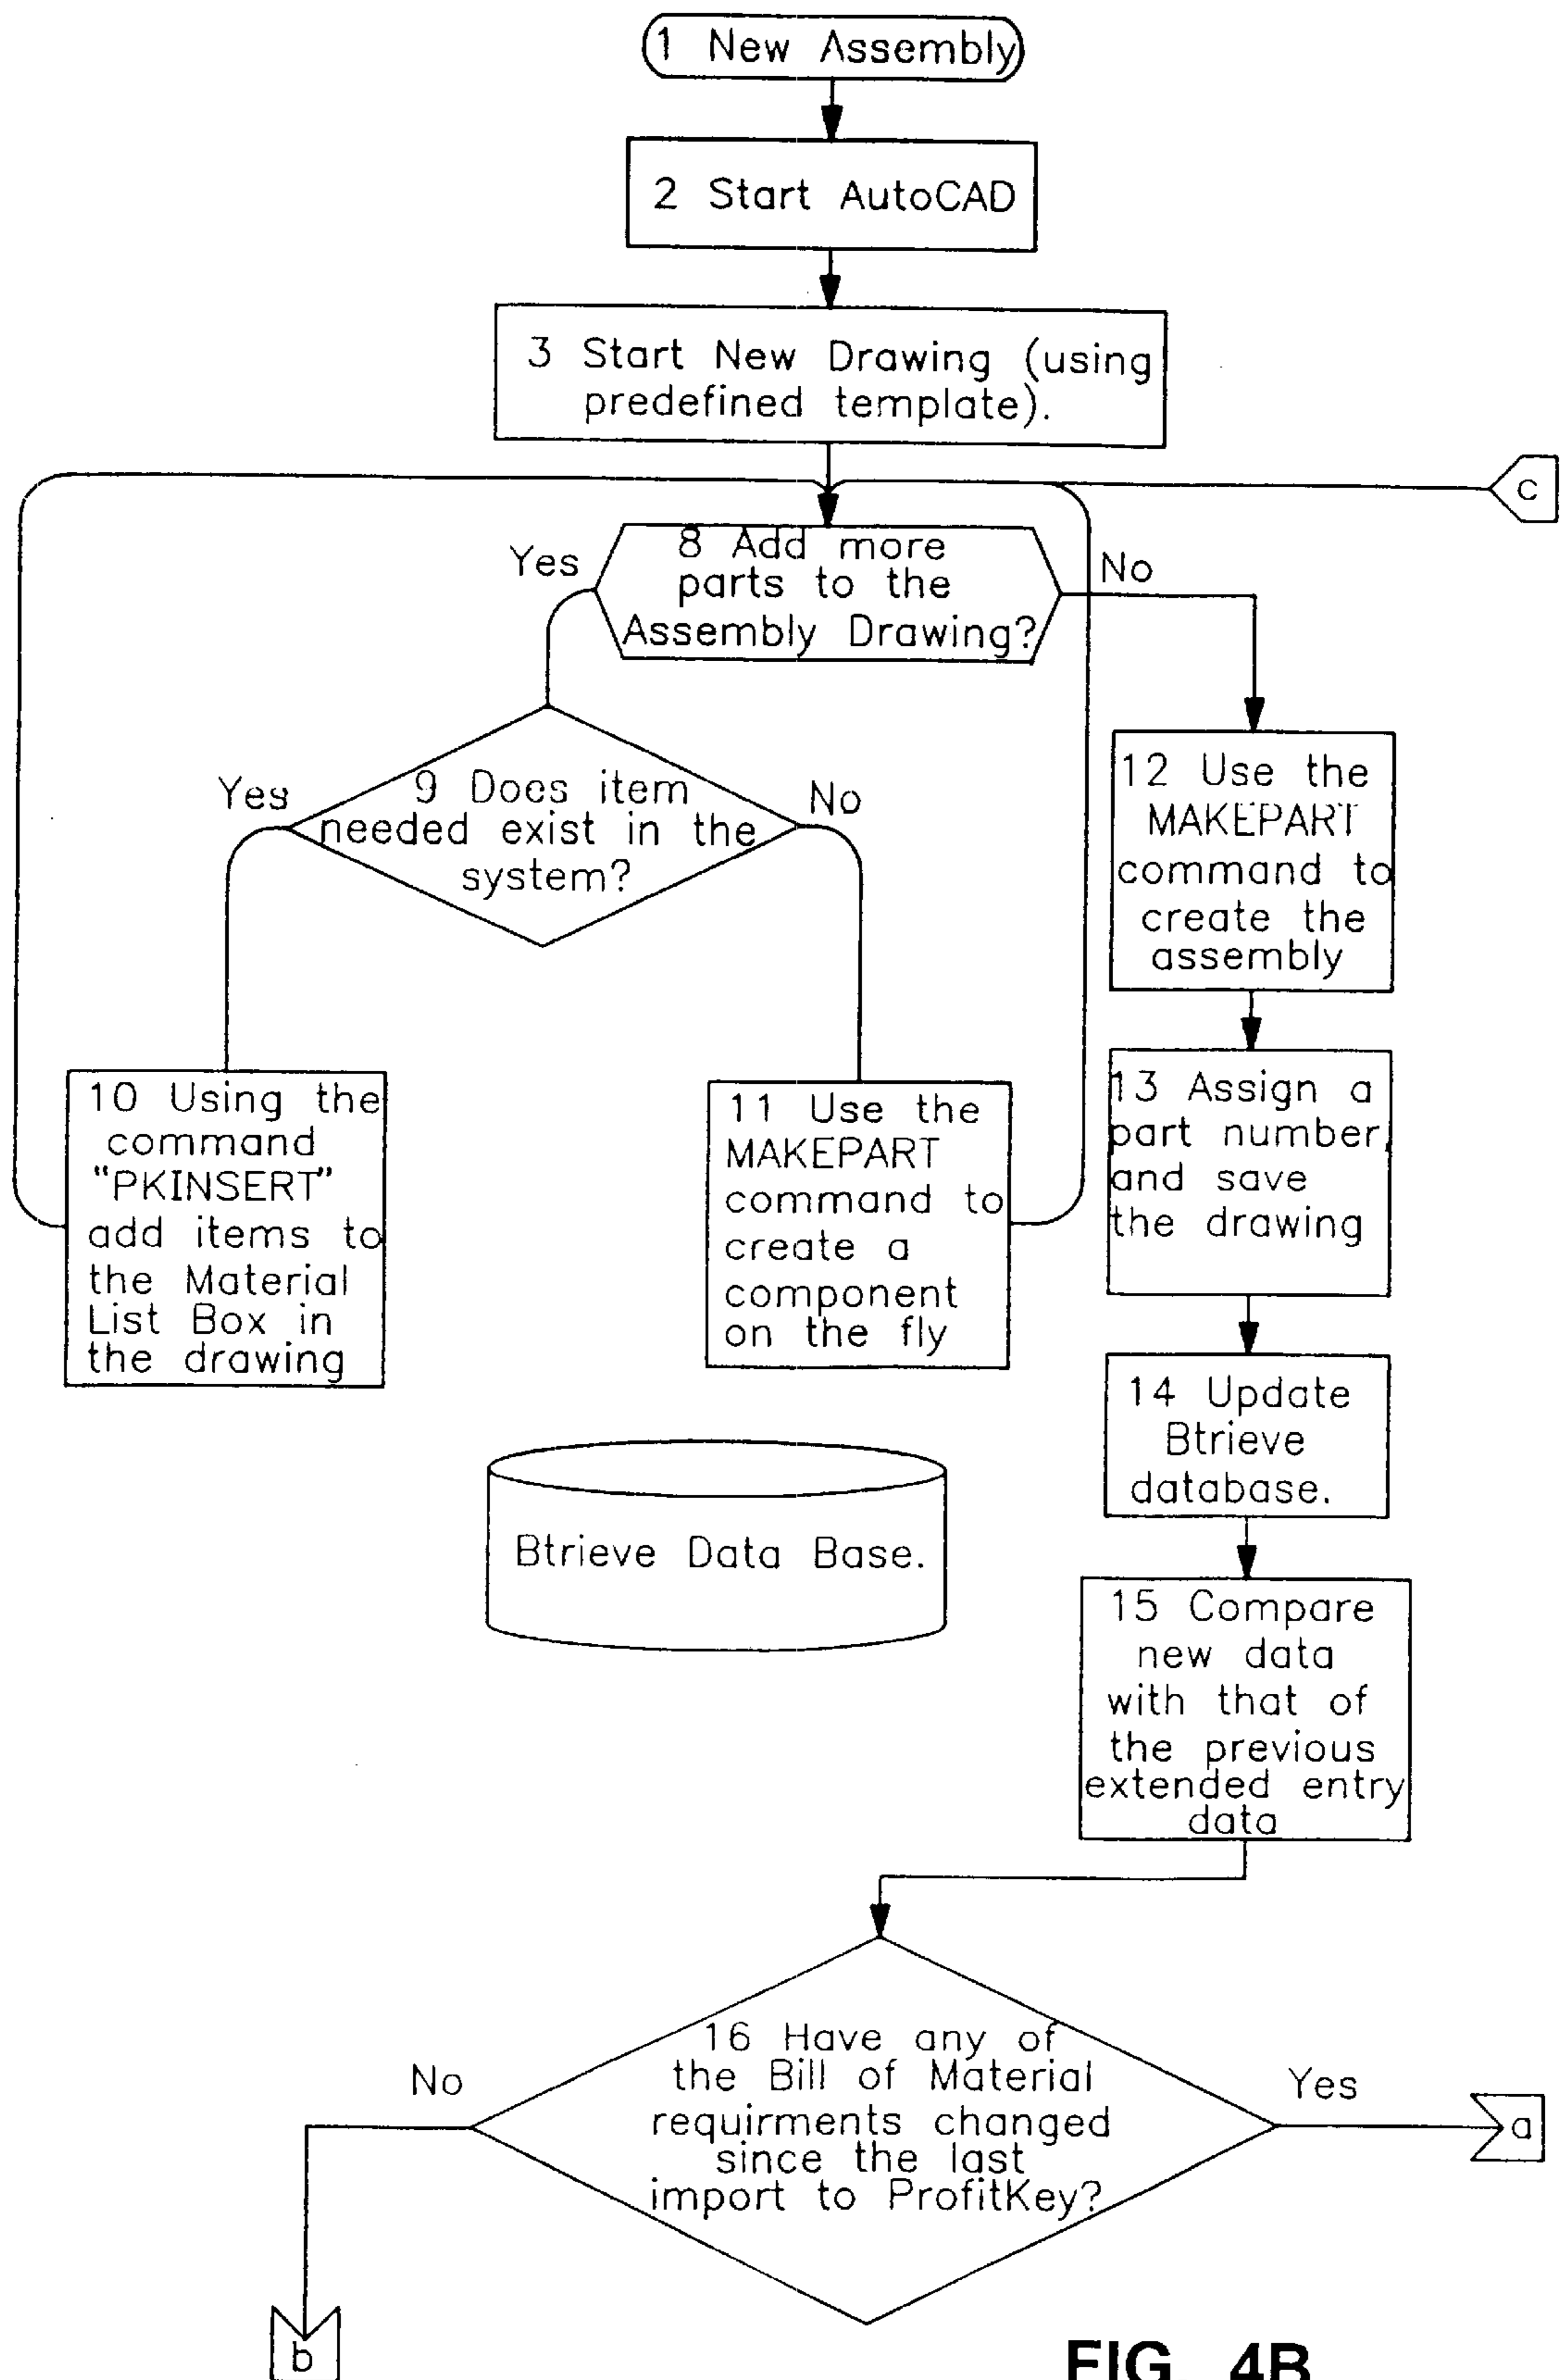 1 New Assembly
2 Start AutoCAD
3 Start New Drawing (using
predefined template).
c
Yes
8 Add more
parts to the
Assembly Drawing?
No
Yes
9 Does item
needed exist in the
system?
No
12 Use the
MAKEPART
command to
create the
assembly
10 Using the
command
"PKINSERT"
add items to
the Material
List Box in
the drawing
11 Use the
MAKEPART
command to
create a
component
on the fly
13 Assign a
part number
and save
the drawing
14 Update
Btrieve
database.
Btrieve Data Base.
15 Compare
new data
with that of
the previous
extended entry
data
16 Have any of
the Bill of Material
requirments changed
since the last
import to ProfitKey?
No
Yes
a
b
FIG. 4B